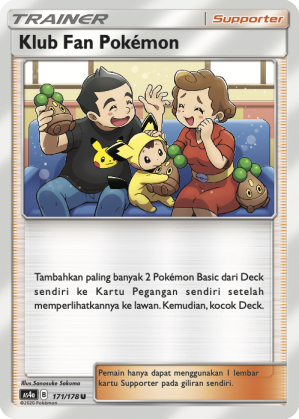 TRAINER
Supporter
Klub Fan Pokémon
Tambahkan paling banyak 2 Pokémon Basic dari Deck
sendiri ke Kartu Pegangan sendiri setelah
memperlihatkannya ke lawan. Kemudian, kocok Deck.
Illus. Sanosuke Sakuma
Pemain hanya dapat menggunakan 1 lembar
kartu Supporter pada giliran sendiri.
AS4a B 171/178 U
©2020 Pokémon